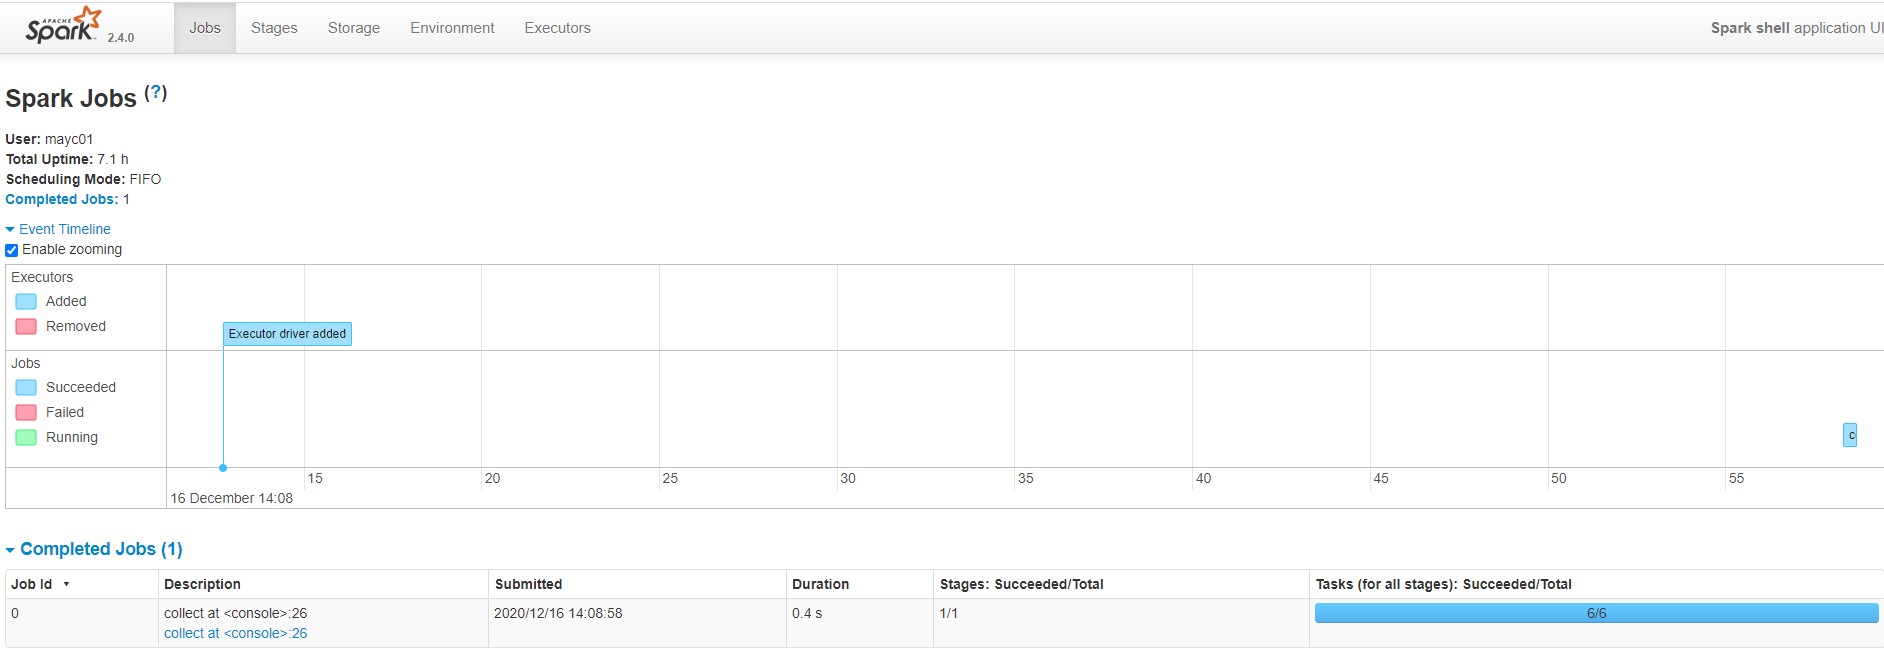 APACHE
Spark 2.4.0 Jobs Stages Storage Environment Executors Spark shell application UI
Spark Jobs (?)
User: mayc01
Total Uptime: 7.1 h
Scheduling Mode: FIFO
Completed Jobs: 1
Event Timeline
Enable zooming
Executors
Added
Removed
Executor driver added
Jobs
Succeeded
Failed
Running
c
15 20 25 30 35 40 45 50 55
16 December 14:08
Completed Jobs (1)
Job Id ▾ Description Submitted Duration Stages: Succeeded/Total Tasks (for all stages): Succeeded/Total
0 collect at <console>:26 2020/12/16 14:08:58 0.4 s 1/1 6/6
collect at <console>:26